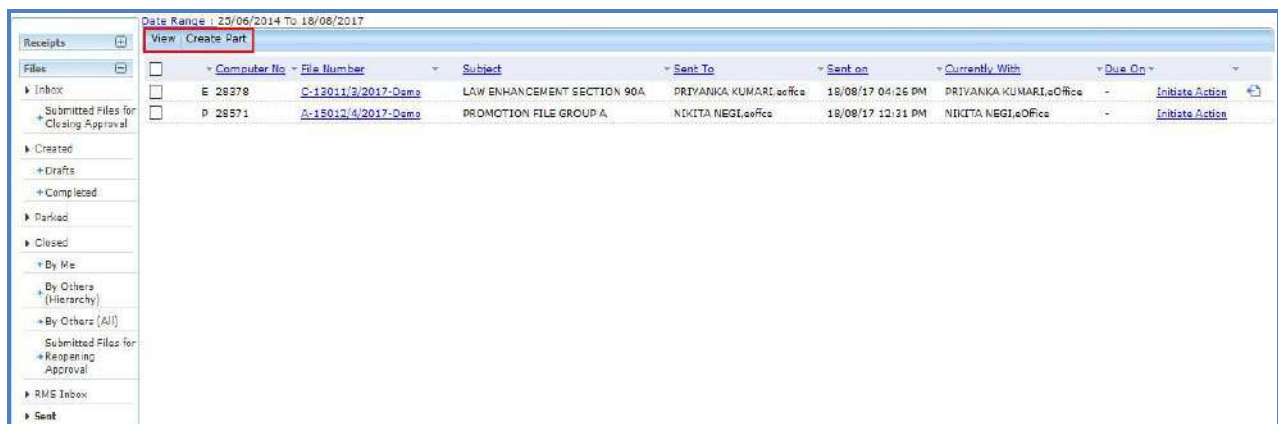 Date Range : 25/06/2014 To 18/08/2017
View Create Part
Receipts
Files
Inbox
Submitted Files for
Closing Approval
Created
Drafts
Completed
Parked
Closed
By Me
By Others
(Hierarchy)
By Others (All)
Submitted Files for
Reopening
Approval
RMS Inbox
Sent
Computer No File Number Subject Sent To Sent on Currently With Due On
E 28378 C-13011/3/2017-Demo LAW ENHANCEMENT SECTION 90A PRIYANKA KUMARI,eoffice 18/08/17 04:26 PM PRIYANKA KUMARI,eOffice - Initiate Action
P 28571 A-15012/4/2017-Demo PROMOTION FILE GROUP A NIKITA NEGI,eoffice 18/08/17 12:31 PM NIKITA NEGI,eOffice - Initiate Action